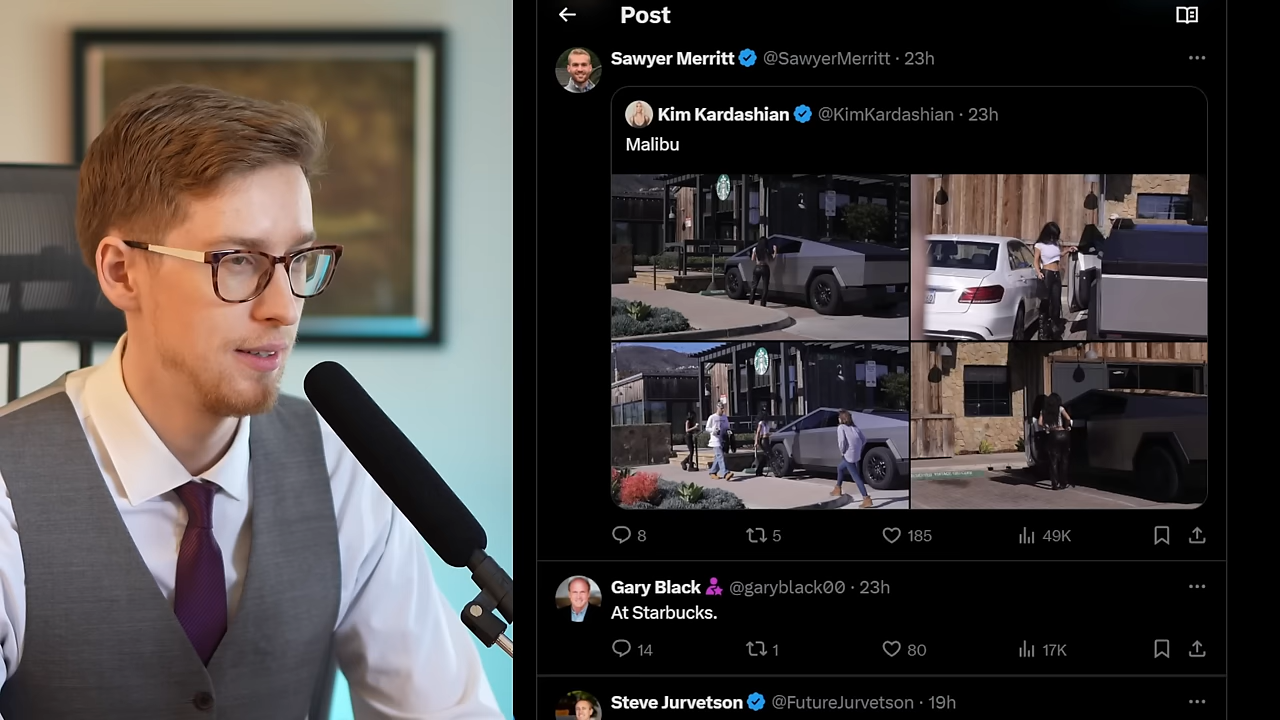 Post
Sawyer Merritt @SawyerMerritt · 23h
Kim Kardashian @KimKardashian · 23h
Malibu
8 5 185 49K
Gary Black @garyblack00 · 23h
At Starbucks.
14 1 80 17K
Steve Jurvetson @FutureJurvetson · 19h